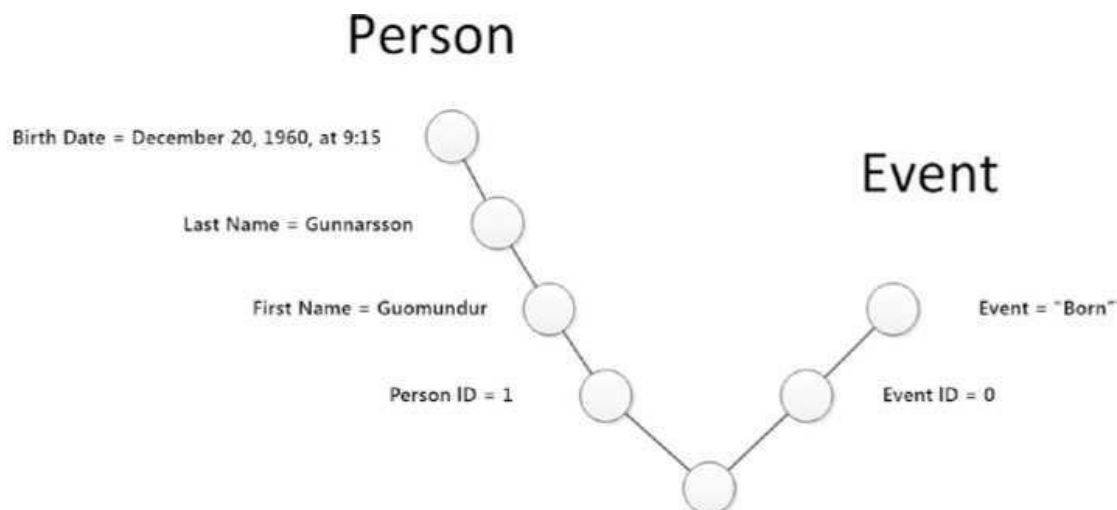 Person
Birth Date = December 20, 1960, at 9:15
Event
Last Name = Gunnarsson
First Name = Guomundur
Event = "Born"
Person ID = 1
Event ID = 0